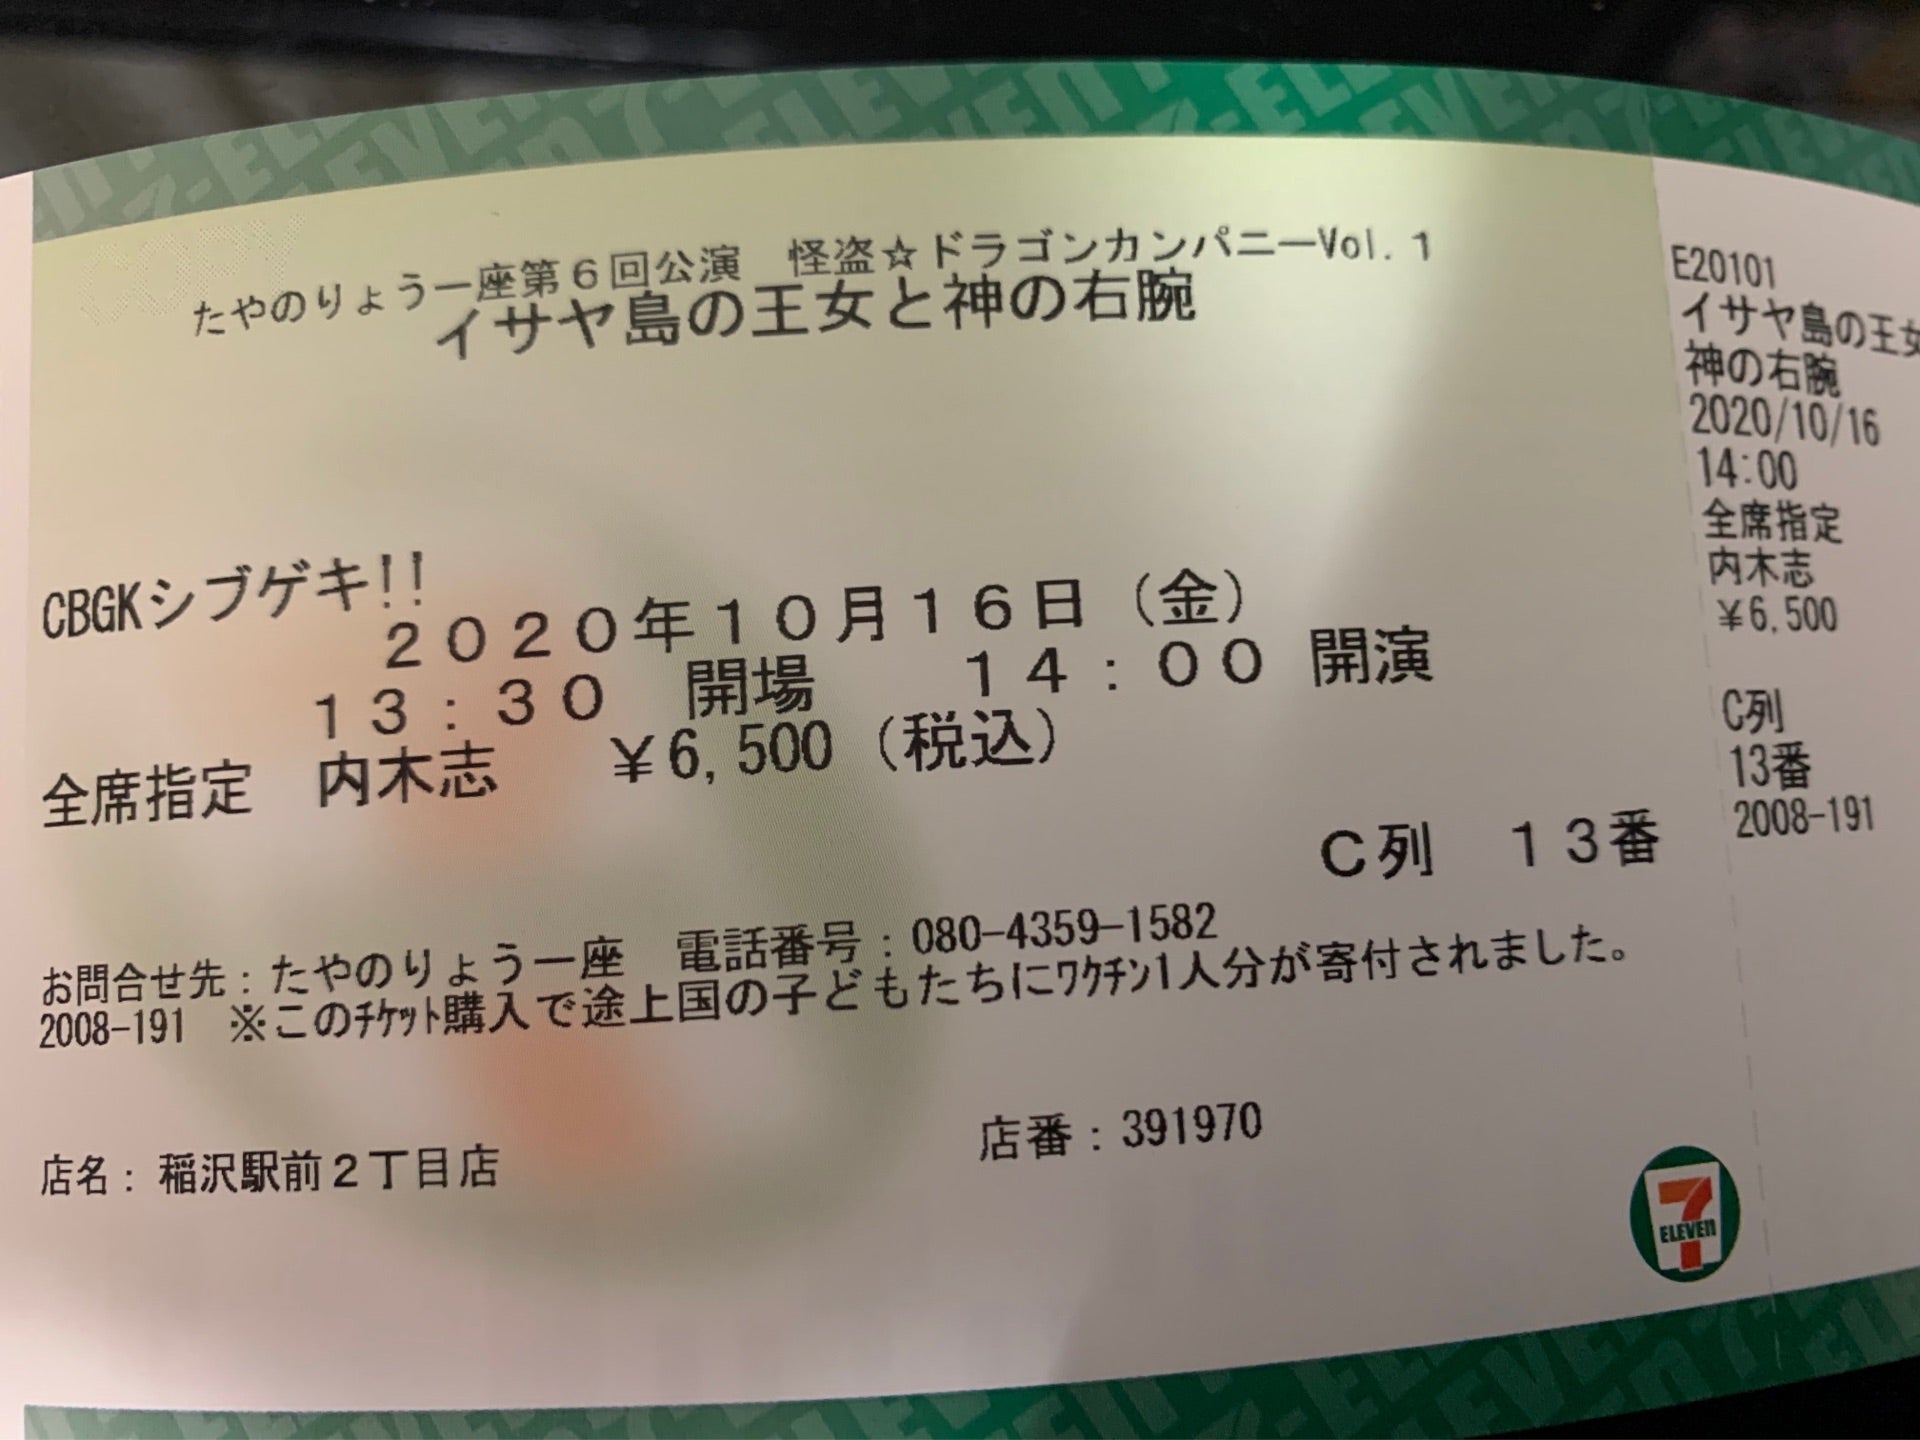 たやのりょう一座第６回公演　怪盗☆ドラゴンカンパニーVol.１
イサヤ島の王女と神の右腕
CBGKシブゲキ!!
２０２０年１０月１６日（金）
１３：３０　開場　　１４：００　開演
全席指定　内木志　　￥6,500（税込）
Ｃ列　１３番
お問合せ先：たやのりょう一座　電話番号：080-4359-1582
2008-191　※このﾁｹｯﾄ購入で途上国の子どもたちにﾜｸﾁﾝ1人分が寄付されました。
店名：稲沢駅前２丁目店　　店番：391970
7
ELEVEn
E20101
イサヤ島の王女
神の右腕
2020/10/16
14:00
全席指定
内木志
￥6,500
C列
13番
2008-191